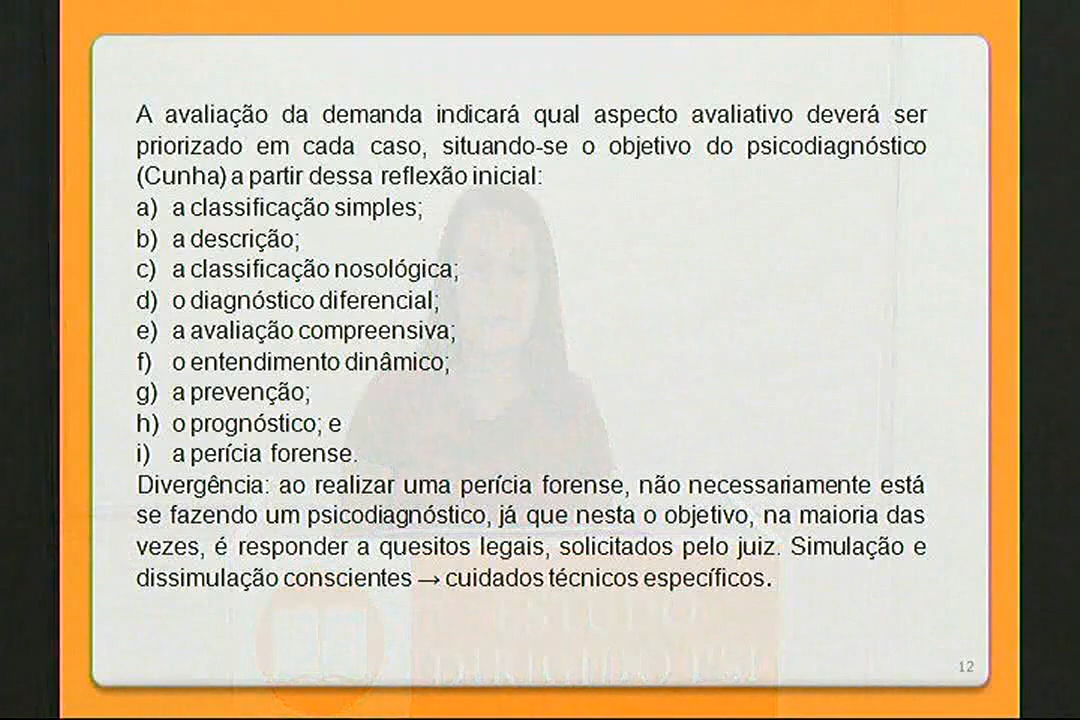 A avaliação da demanda indicará qual aspecto avaliativo deverá ser
priorizado em cada caso, situando-se o objetivo do psicodiagnóstico
(Cunha) a partir dessa reflexão inicial:
a) a classificação simples;
b) a descrição;
c) a classificação nosológica;
d) o diagnóstico diferencial;
e) a avaliação compreensiva;
f) o entendimento dinâmico;
g) a prevenção;
h) o prognóstico; e
i) a perícia forense.
Divergência: ao realizar uma perícia forense, não necessariamente está
se fazendo um psicodiagnóstico, já que nesta o objetivo, na maioria das
vezes, é responder a quesitos legais, solicitados pelo juiz. Simulação e
dissimulação conscientes → cuidados técnicos específicos.
ESTUDO
12